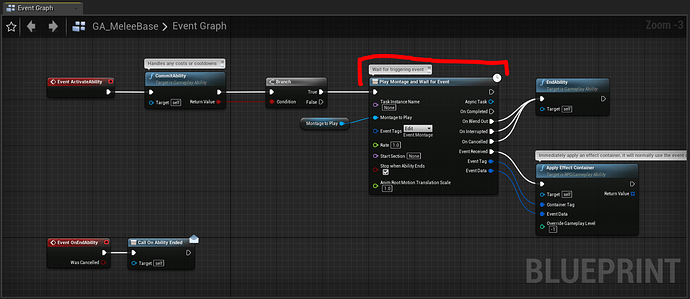 Event Graph
GA_MeleeBase > Event Graph
Zoom -3
Handles any costs or cooldowns
Wait for triggering event
Event ActivateAbility
CommitAbility
Target is Gameplay Ability
Target self
Return Value
Branch
Condition
True
False
Montage to Play
Play Montage and Wait for Event
Task Instance Name
None
Montage to Play
Event Tags
Edit
Event.Montage
Rate 1.0
Start Section None
Stop when Ability Ends
Anim Root Motion Translation Scale
1.0
Async Task
On Completed
On Blend Out
On Interrupted
On Cancelled
Event Received
Event Tag
Event Data
EndAbility
Target is Gameplay Ability
Target self
Immediately apply an effect container, it will normally use the event
Apply Effect Container
Target is RPGGameplay Ability
Target self
Container Tag
Event Data
Override Gameplay Level
-1
Return Value
Event OnEndAbility
Was Cancelled
Call On Ability Ended
Target self
BLUEPRINT